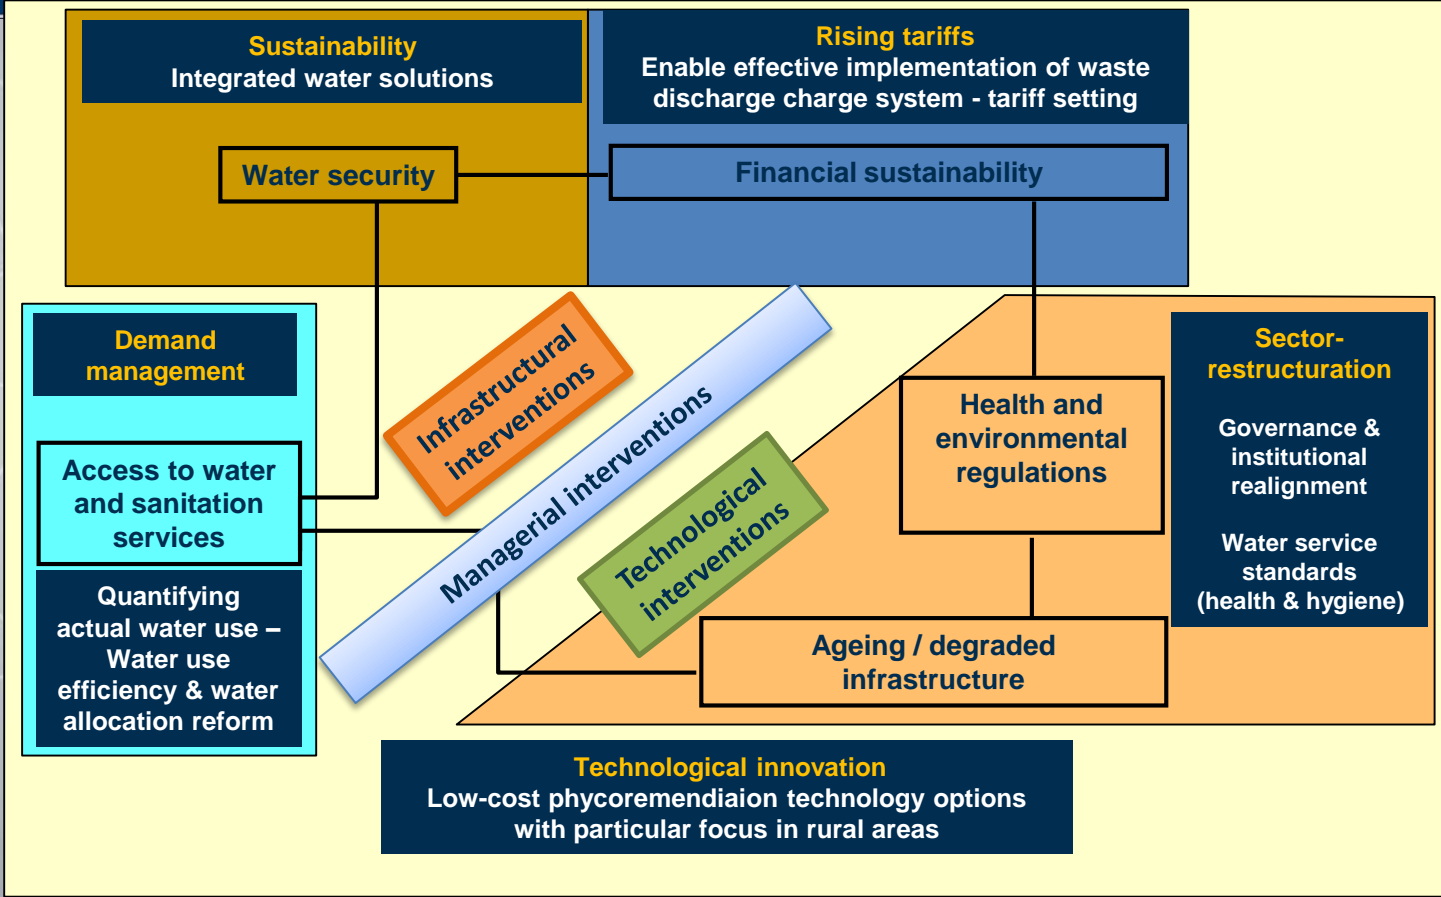 Sustainability
Integrated water solutions
Rising tariffs
Enable effective implementation of waste
discharge charge system - tariff setting
Water security
Financial sustainability
Demand
management
Access to water
and sanitation
services
Quantifying
actual water use –
Water use
efficiency & water
allocation reform
Infrastructural
interventions
Managerial interventions
Technological
interventions
Health and
environmental
regulations
Ageing / degraded
infrastructure
Sector-
restructuration
Governance &
institutional
realignment
Water service
standards
(health & hygiene)
Technological innovation
Low-cost phycoremendiaion technology options
with particular focus in rural areas